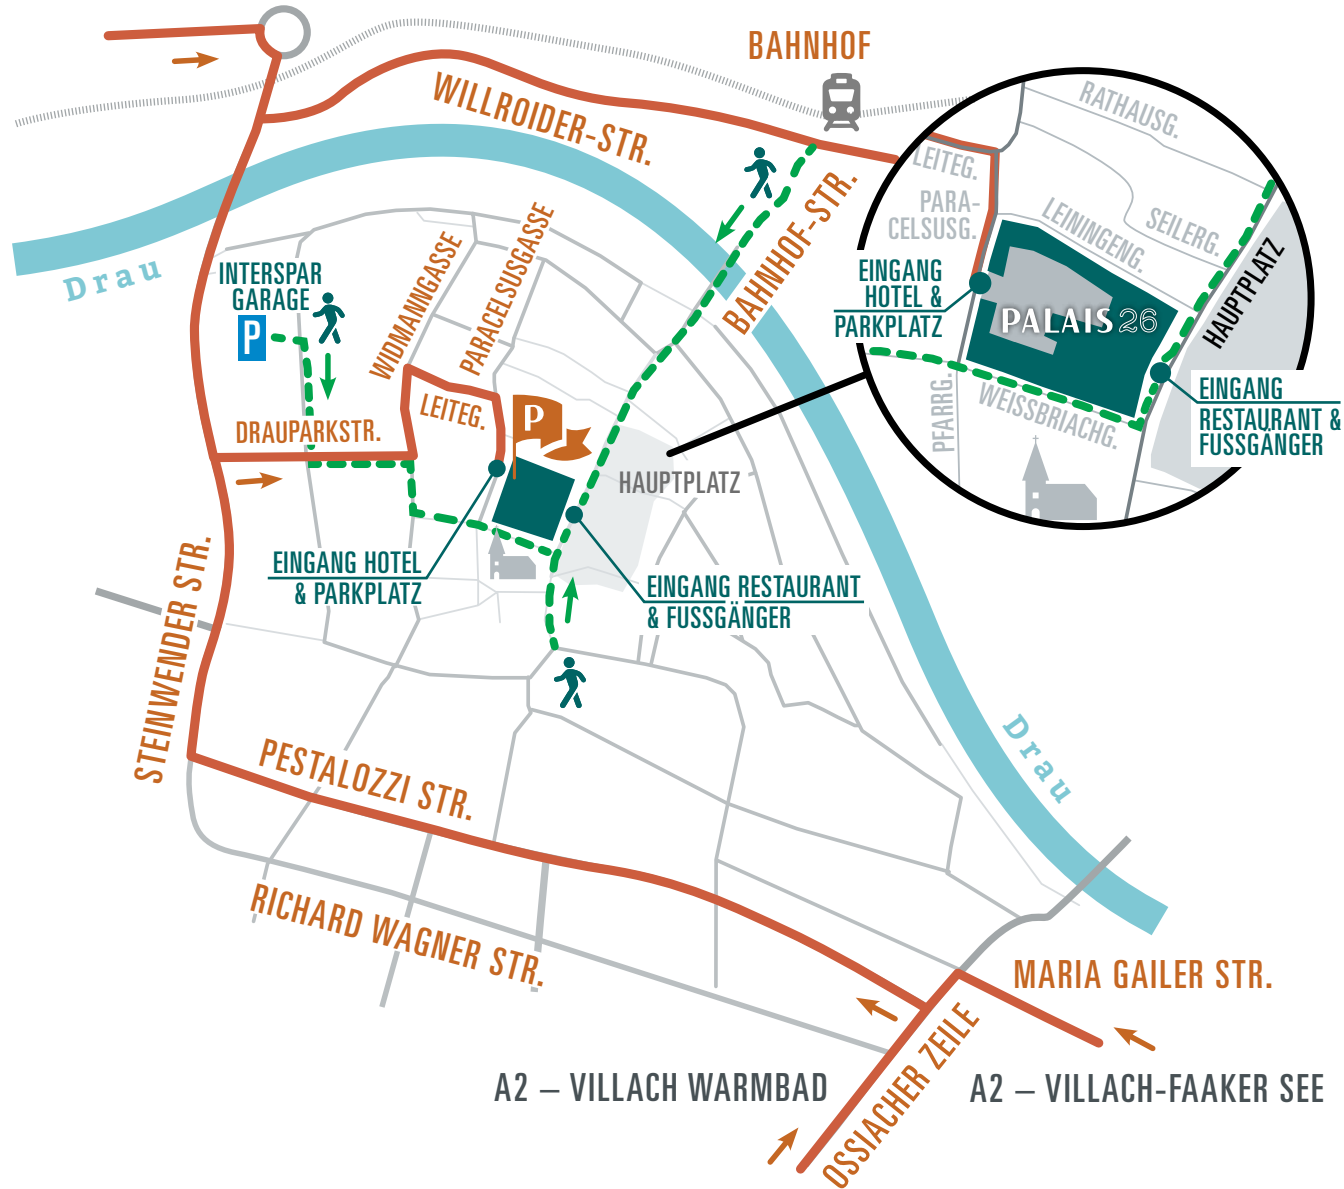 BAHNHOF
WILLROIDER-STR.
RATHAUSG.
LEITEG.
PARA-
CELSUSG.
LEININGENG.
SEILERG.
HAUPTPLATZ
EINGANG
HOTEL &
PARKPLATZ
PALAIS 26
EINGANG
RESTAURANT &
FUSSGÄNGER
PFARRG.
WEISSBRIACHG.
BAHNHOF-STR.
Drau
INTERSPAR
GARAGE
P
WIDMANNGASSE
PARACELSUSGASSE
LEITEG.
P
DRAUPARKSTR.
HAUPTPLATZ
EINGANG HOTEL
& PARKPLATZ
EINGANG RESTAURANT
& FUSSGÄNGER
STEINWENDER STR.
PESTALOZZI STR.
Drau
RICHARD WAGNER STR.
MARIA GAILER STR.
OSSIACHER ZEILE
A2 – VILLACH WARMBAD
A2 – VILLACH-FAAKER SEE